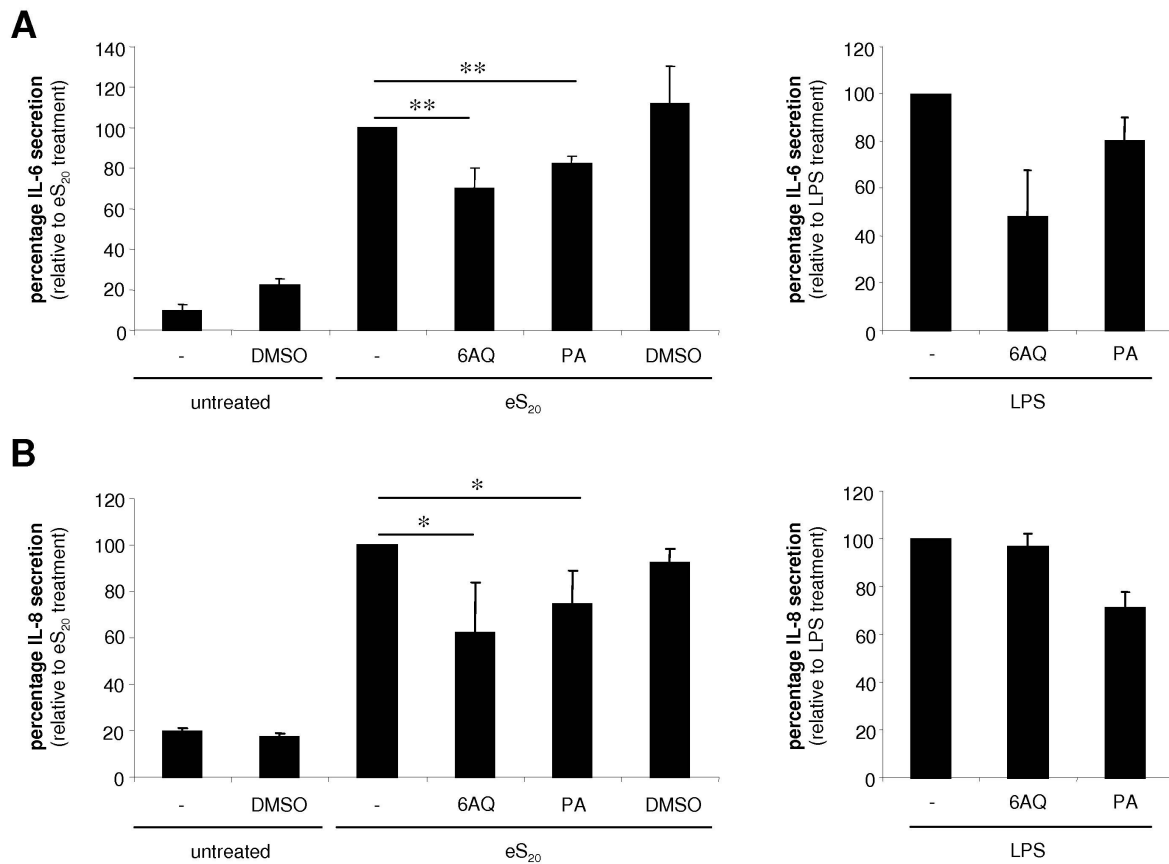 A
percentage IL-6 secretion
(relative to eS20 treatment)
140
120
100
80
60
40
20
0
** 
**
- DMSO - 6AQ PA DMSO
untreated eS20
percentage IL-6 secretion
(relative to LPS treatment)
120
100
80
60
40
20
0
- 6AQ PA
LPS
B
percentage IL-8 secretion
(relative to eS20 treatment)
120
100
80
60
40
20
0
*
*
- DMSO - 6AQ PA DMSO
untreated eS20
percentage IL-8 secretion
(relative to LPS treatment)
120
100
80
60
40
20
0
- 6AQ PA
LPS